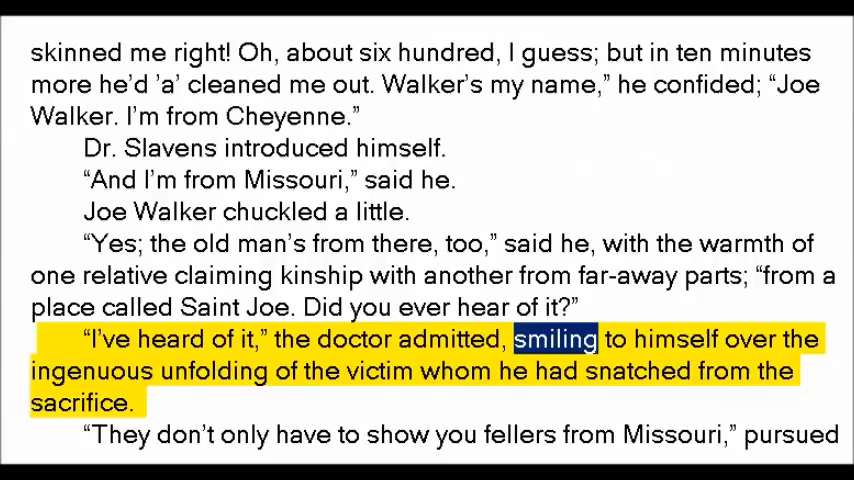 skinned me right! Oh, about six hundred, I guess; but in ten minutes
more he’d ’a’ cleaned me out. Walker’s my name,” he confided; “Joe
Walker. I’m from Cheyenne.”
Dr. Slavens introduced himself.
“And I’m from Missouri,” said he.
Joe Walker chuckled a little.
“Yes; the old man’s from there, too,” said he, with the warmth of
one relative claiming kinship with another from far-away parts; “from a
place called Saint Joe. Did you ever hear of it?”
“I’ve heard of it,” the doctor admitted, smiling to himself over the
ingenuous unfolding of the victim whom he had snatched from the
sacrifice.
“They don’t only have to show you fellers from Missouri,” pursued